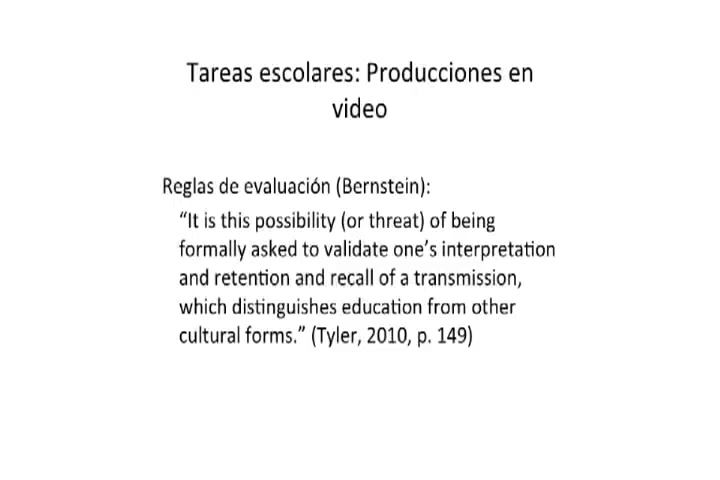 Tareas escolares: Producciones en
video
Reglas de evaluación (Bernstein):
“It is this possibility (or threat) of being
formally asked to validate one’s interpretation
and retention and recall of a transmission,
which distinguishes education from other
cultural forms.” (Tyler, 2010, p. 149)